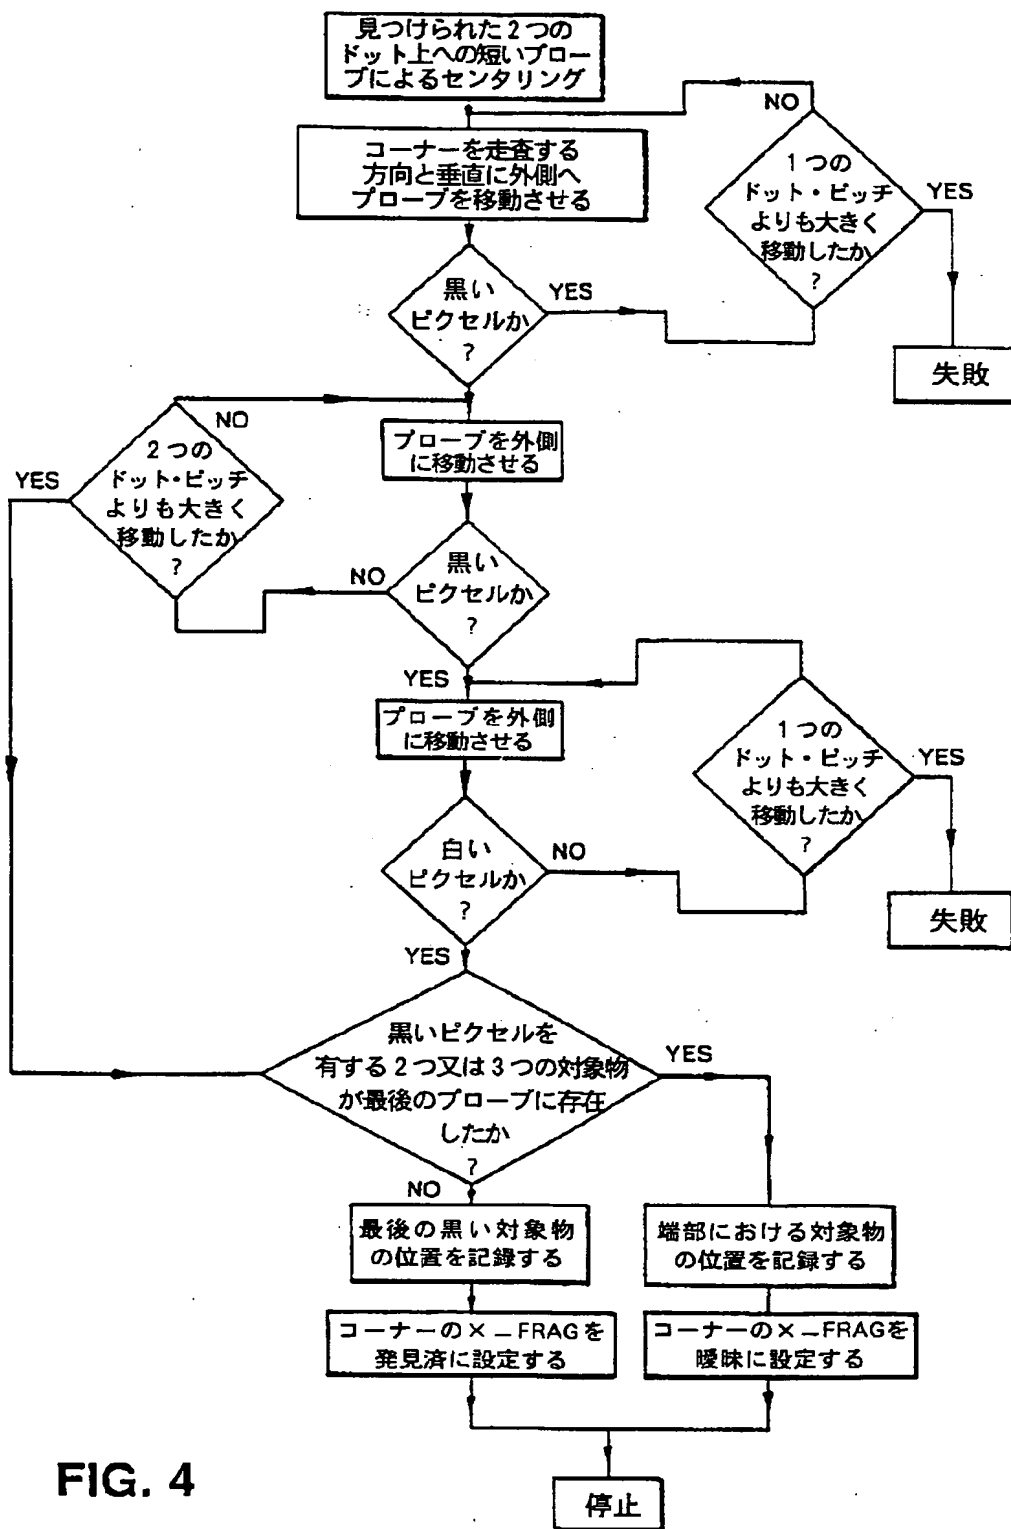 見つけられた２つの
ドット上への短いプロー
ブによるセンタリング
NO
コーナーを走査する
方向と垂直に外側へ
プローブを移動させる
１つの
ドット・ピッチ
よりも大きく
移動したか
?
YES
黒い
ピクセルか
?
YES
失敗
NO
２つの
ドット・ピッチ
よりも大きく
移動したか
?
YES
プローブを外側
に移動させる
黒い
ピクセルか
?
NO
YES
プローブを外側
に移動させる
１つの
ドット・ピッチ
よりも大きく
移動したか
?
YES
白い
ピクセルか
?
NO
失敗
YES
黒いピクセルを
有する２つ又は３つの対象物
が最後のプローブに存在
したか
?
YES
NO
最後の黒い対象物
の位置を記録する
端部における対象物
の位置を記録する
コーナーの×－FRAGを
発見済に設定する
コーナーの×－FRAGを
曖昧に設定する
FIG. 4
停止